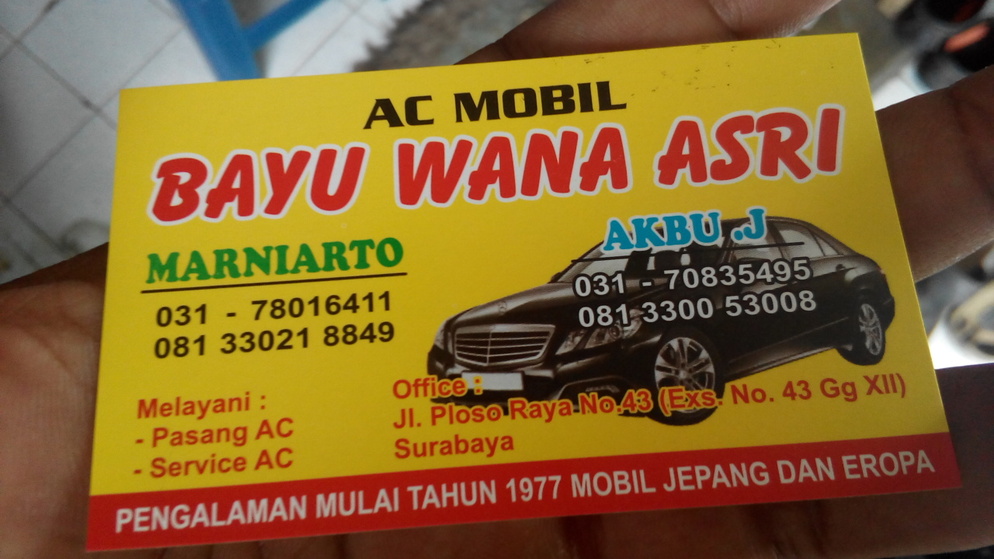 AC MOBIL
BAYU WANA ASRI
MARNIARTO
031 - 78016411
081 33021 8849
AKBU .J
031 - 70835495
081 3300 53008
Melayani :
- Pasang AC
- Service AC
Office :
Jl. Ploso Raya No.43 (Exs. No. 43 Gg XII)
Surabaya
PENGALAMAN MULAI TAHUN 1977 MOBIL JEPANG DAN EROPA